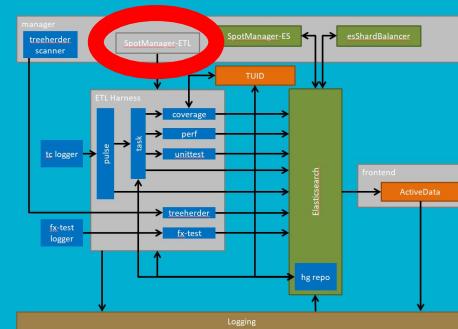 manager
treeherder
scanner
SpotManager-ETL
SpotManager-ES
esShardBalancer
TUID
ETL Harness
coverage
perf
unittest
task
pulse
tc logger
treeherder
fx-test
fx-test
logger
Elasticsearch
hg repo
frontend
ActiveData
Logging